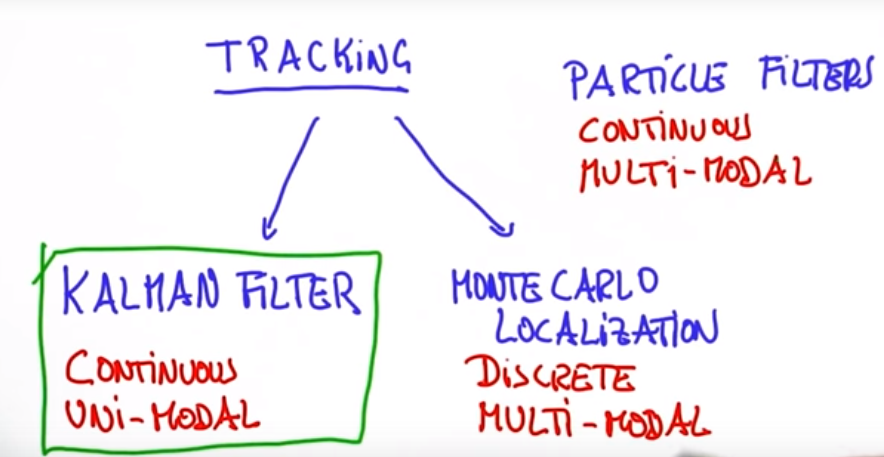 TRACKING
PARTICLE FILTERS
CONTINUOUS
MULTI-MODAL
KALMAN FILTER
CONTINUOUS
UNI-MODAL
MONTE CARLO
LOCALIZATION
DISCRETE
MULTI-MODAL